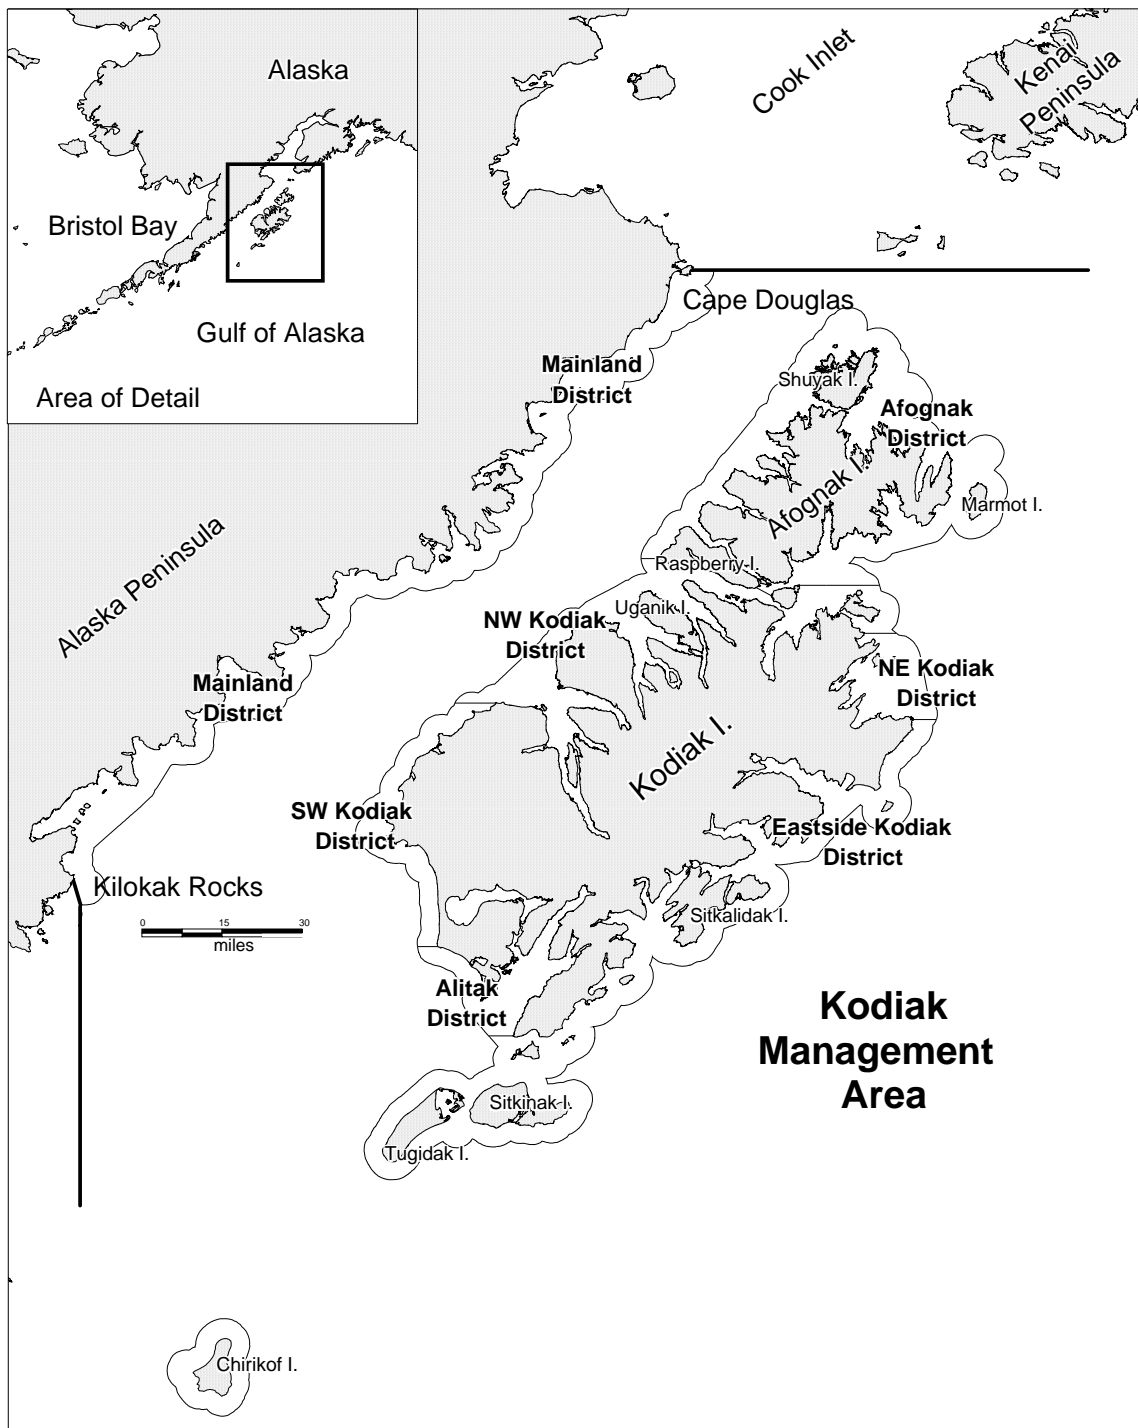 Alaska
Bristol Bay
Gulf of Alaska
Area of Detail
Cook Inlet
Kenai
Peninsula
Cape Douglas
Mainland
District
Shuyak I.
Afognak
District
Afognak I.
Marmot I.
Alaska Peninsula
Raspberry I.
Uganik I.
NW Kodiak
District
NE Kodiak
District
Mainland
District
Kodiak I.
SW Kodiak
District
Eastside Kodiak
District
Kilokak Rocks
0 15 30
miles
Sitkalidak I.
Alitak
District
Kodiak
Management
Area
Sitkinak I.
Tugidak I.
Chirikof I.